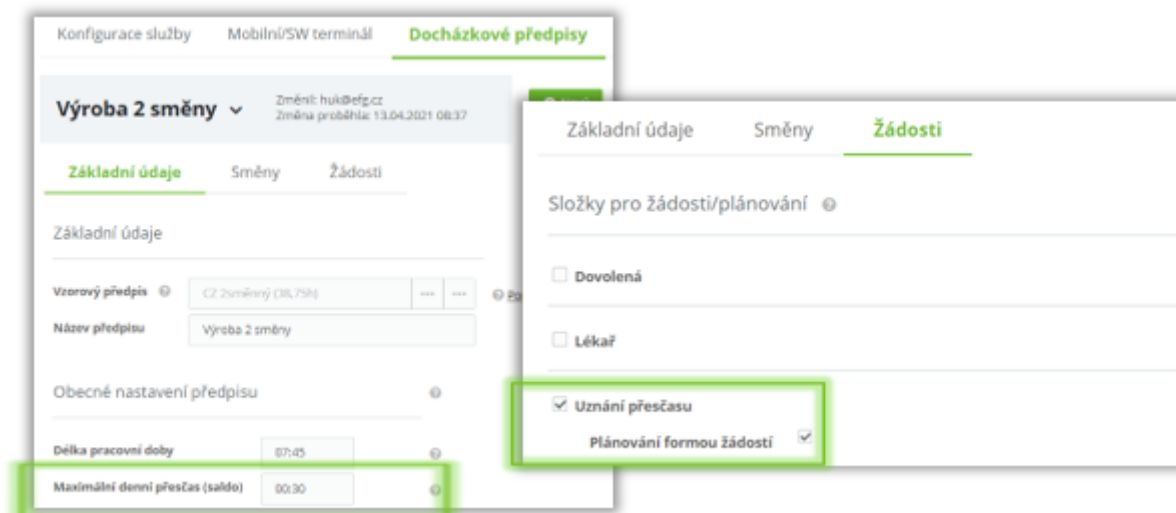 Konfigurace služby Mobilní/SW terminál Docházkové předpisy
Výroba 2 směny
Změnil: huk@efg.cz
Změna proběhla: 13.04.2021 08:37
Základní údaje Směny Žádosti
Základní údaje
Vzorový předpis CZ 2směnný (38,75h)
Název předpisu Výroba 2 směny
Obecné nastavení předpisu
Délka pracovní doby 07:45
Maximální denní přesčas (saldo) 00:30
Základní údaje Směny Žádosti
Složky pro žádosti/plánování
Dovolená
Lékař
Uznání přesčasu
Plánování formou žádostí